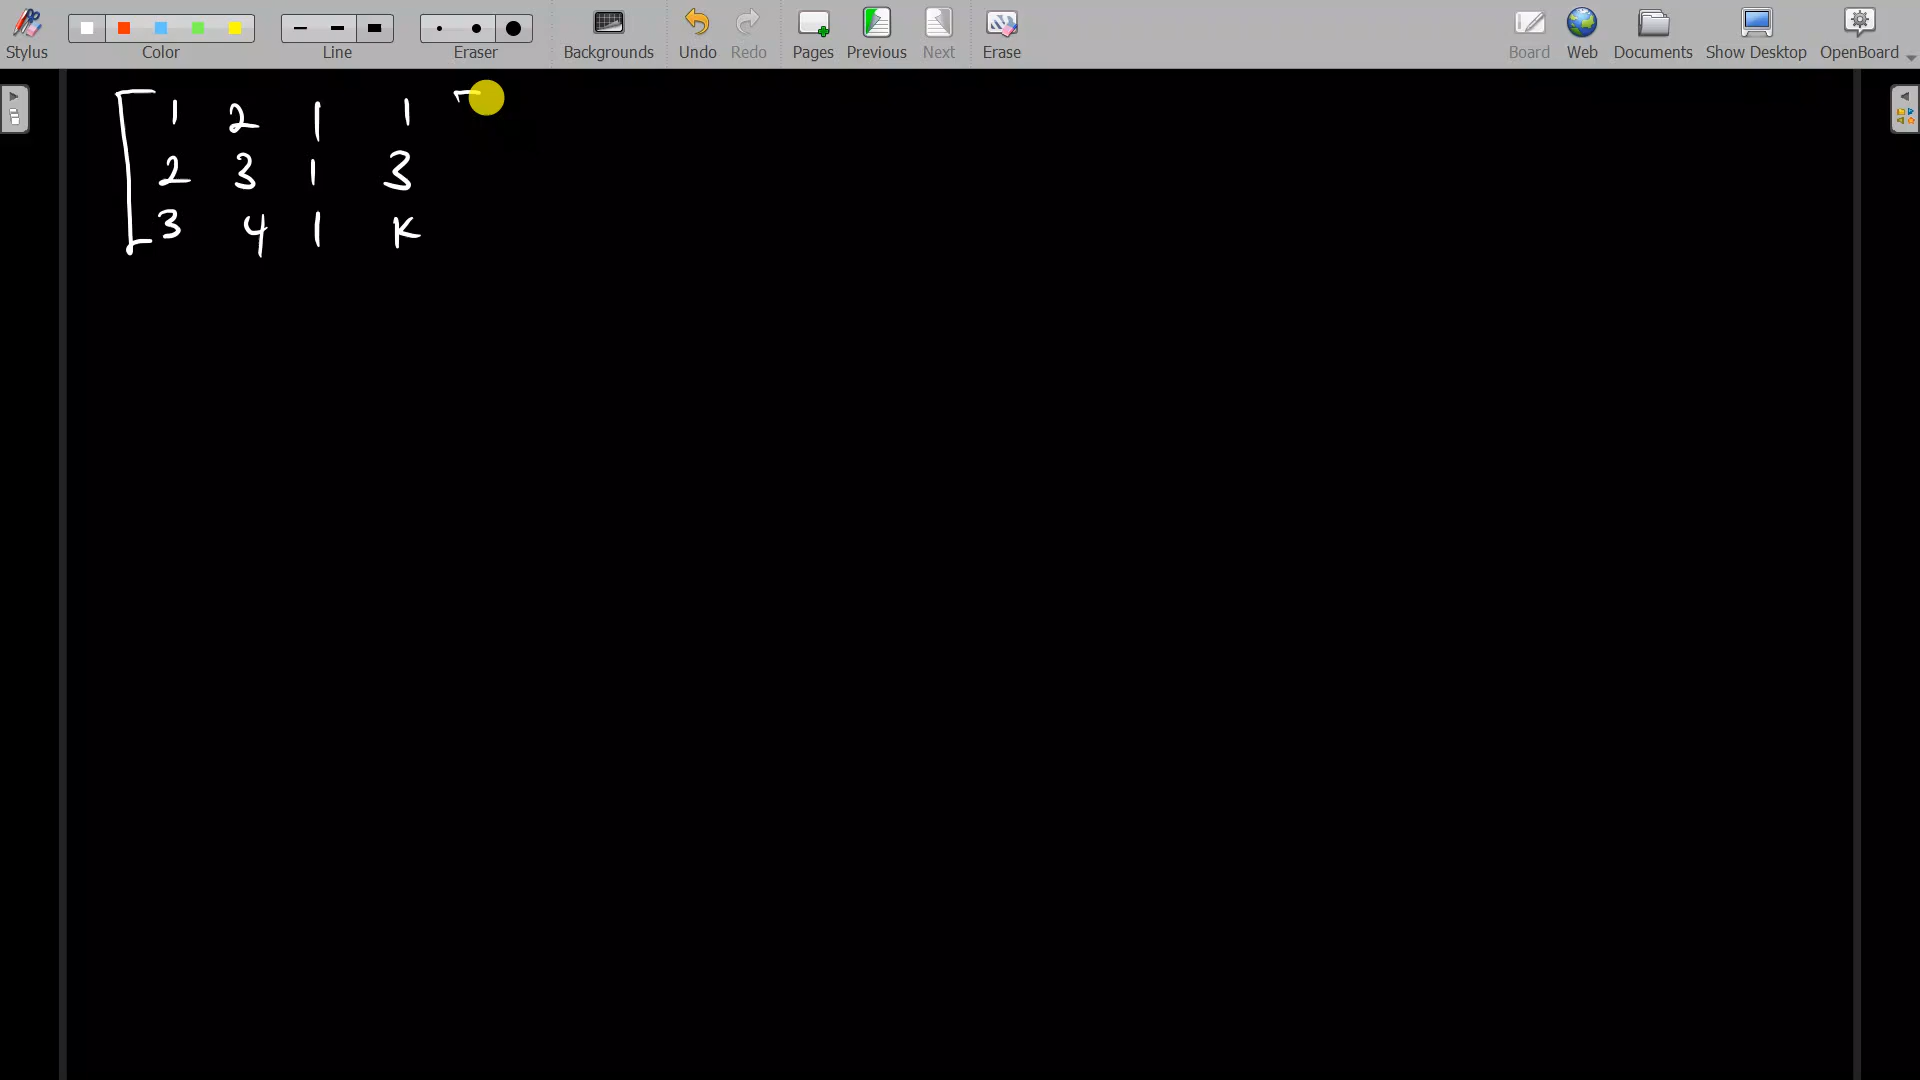 Stylus Color Line Eraser Backgrounds Undo Redo Pages Previous Next Erase Board Web Documents Show Desktop OpenBoard
1 2 1 1
2 3 1 3
3 4 1 K